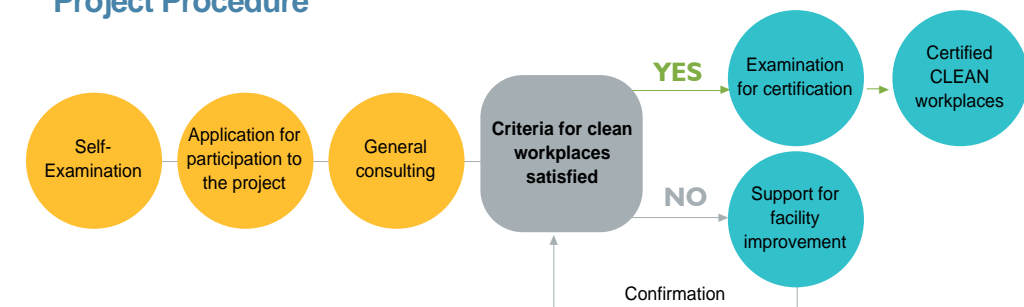 Project Procedure
Self-
Examination
Application for
participation to
the project
General
consulting
Criteria for clean
workplaces
satisfied
YES
Examination
for certification
Certified
CLEAN
workplaces
NO
Support for
facility
improvement
Confirmation